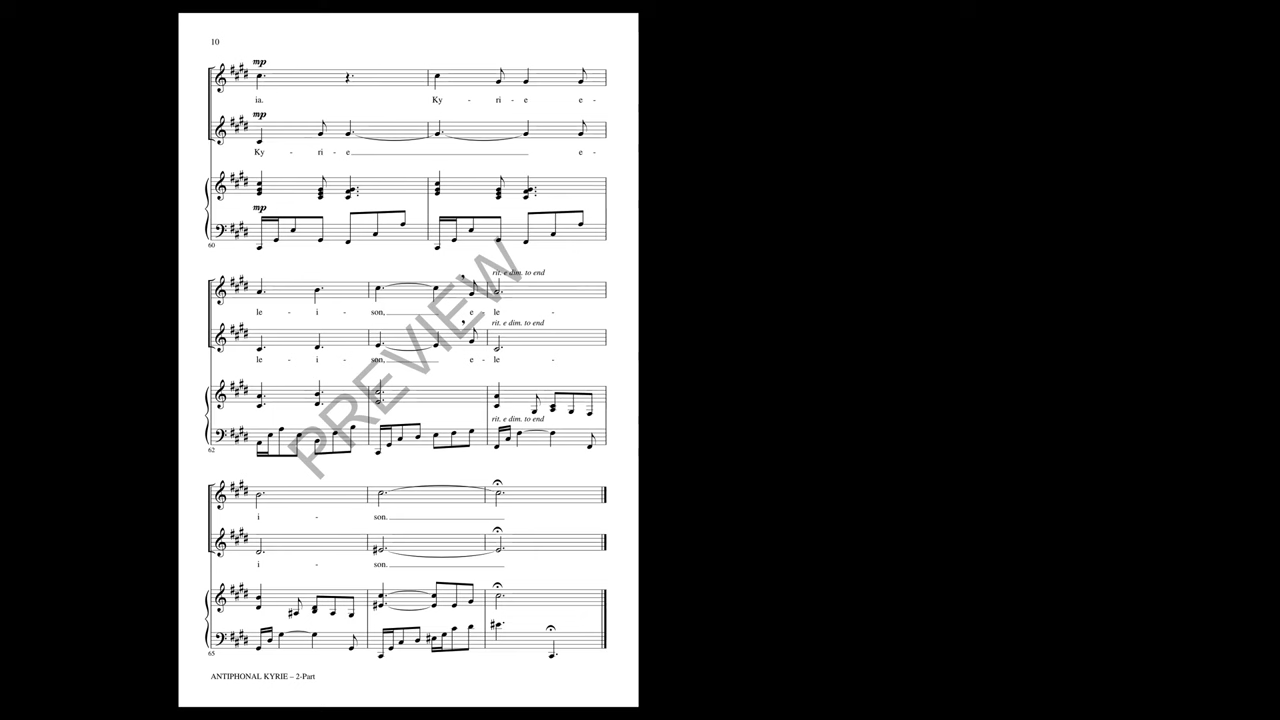 10
mp
ia. Ky - ri - e e -
mp
Ky - ri - e e -
mp
60
rit. e dim. to end
le - i - son, e - le -
rit. e dim. to end
le - i - son, e - le -
rit. e dim. to end
62
PREVIEW
i - son.
i - son.
65
ANTIPHONAL KYRIE – 2-Part